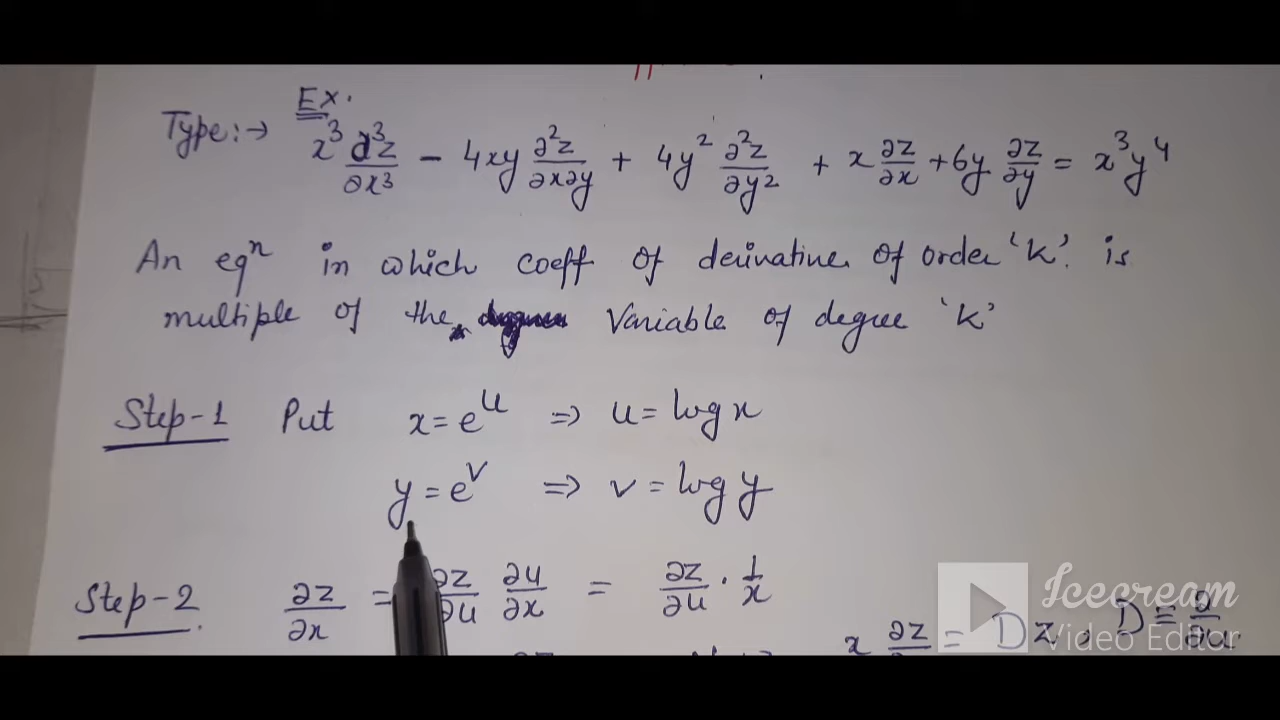 Ex.
Type:→ x³ ∂³z/∂x³ − 4xy ∂²z/∂x∂y + 4y² ∂²z/∂y² + x ∂z/∂x + 6y ∂z/∂y = x³y⁴
An eqⁿ in which coeff of derivative of order 'K' is
multiple of the variable of degree 'K'
Step-1 Put x = e^u ⇒ u = log x
y = e^v ⇒ v = log y
Step-2. ∂z/∂x = ∂z/∂u ∂u/∂x = ∂z/∂u · 1/x
x ∂z/ = Dz, D ≡ ∂/∂u
Icecream
Video Editor